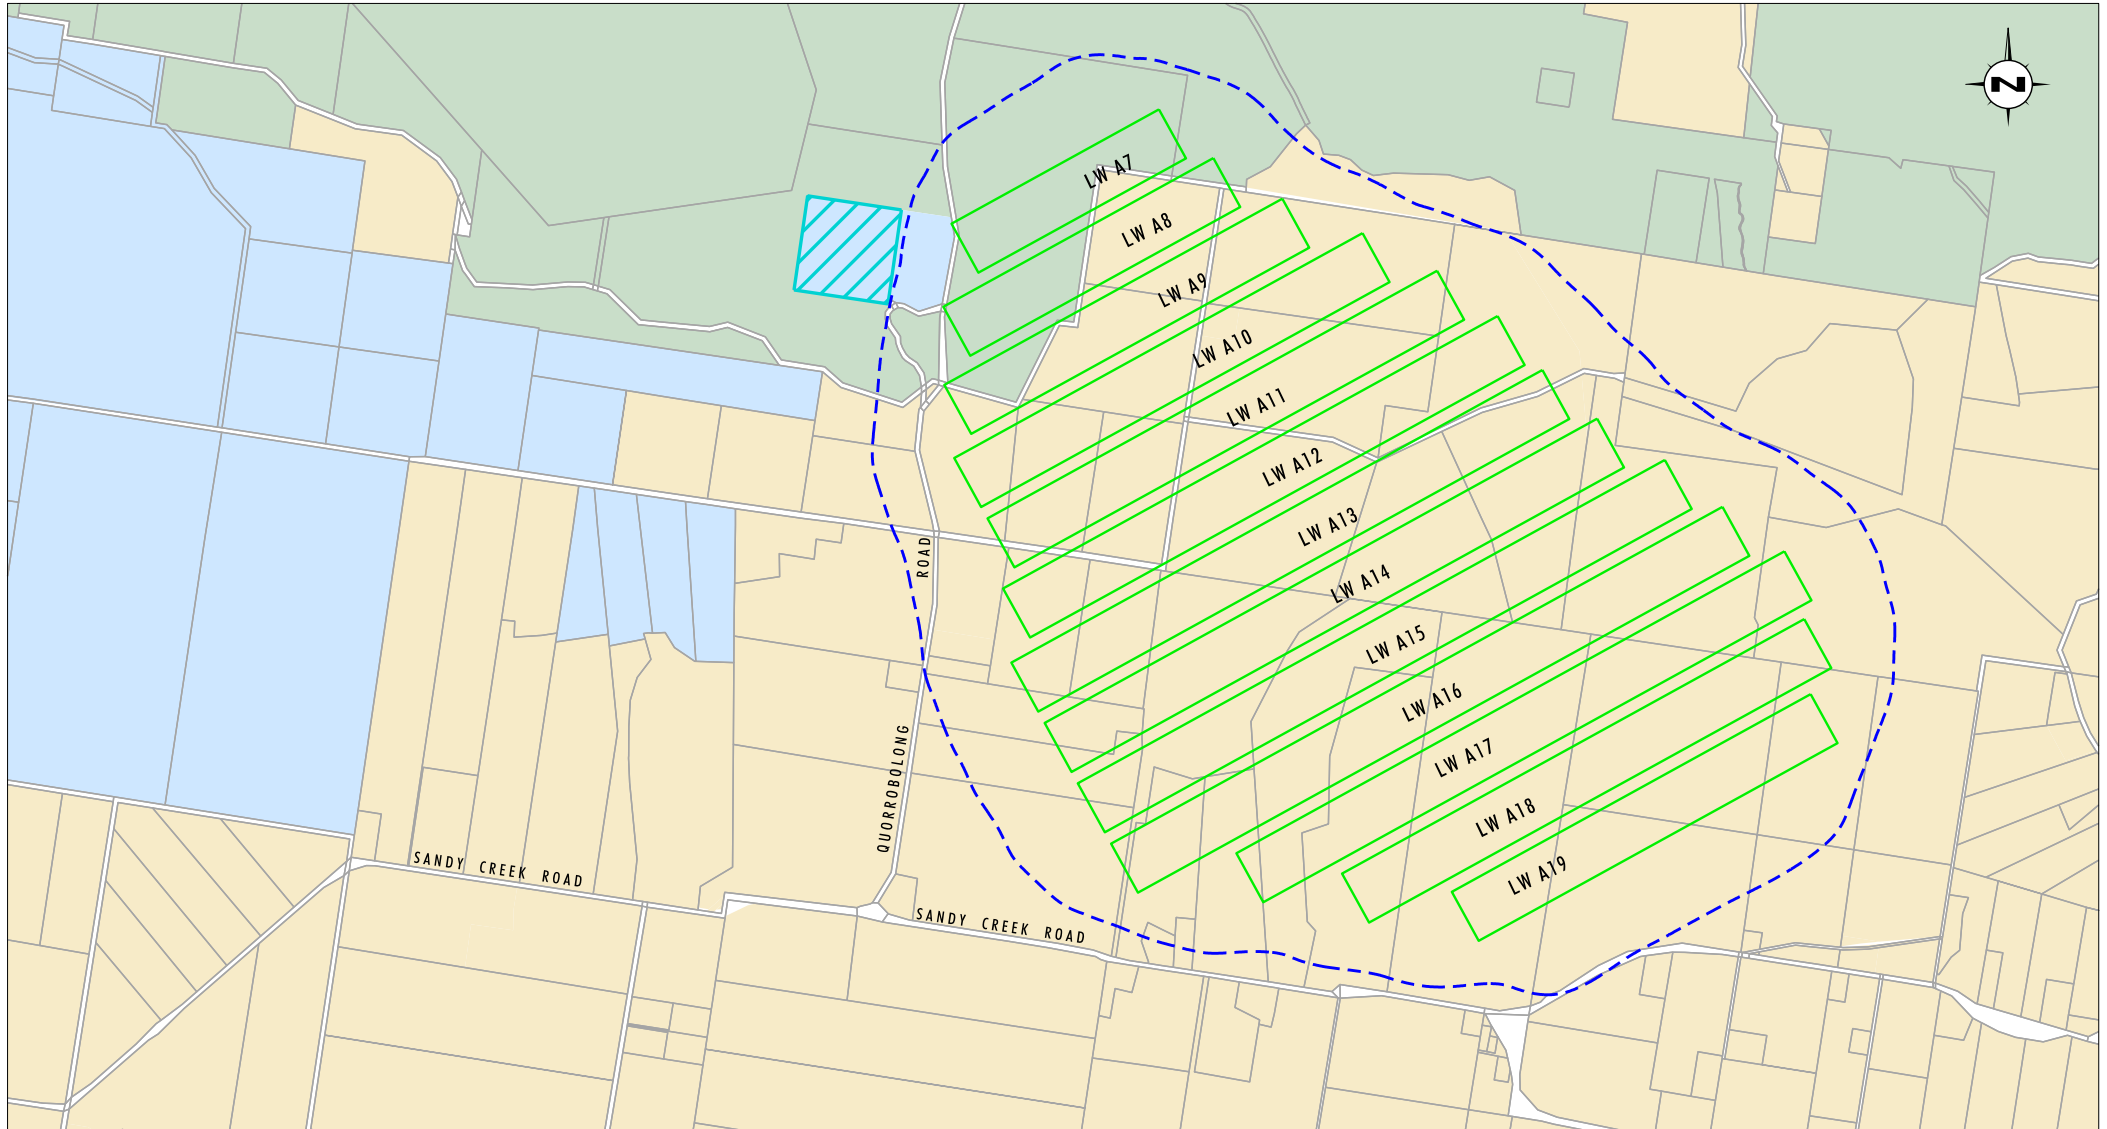 N
LW A7
LW A8
LW A9
LW A10
LW A11
LW A12
LW A13
LW A14
LW A15
LW A16
LW A17
LW A18
LW A19
QUORROBOLONG ROAD
SANDY CREEK ROAD
SANDY CREEK ROAD